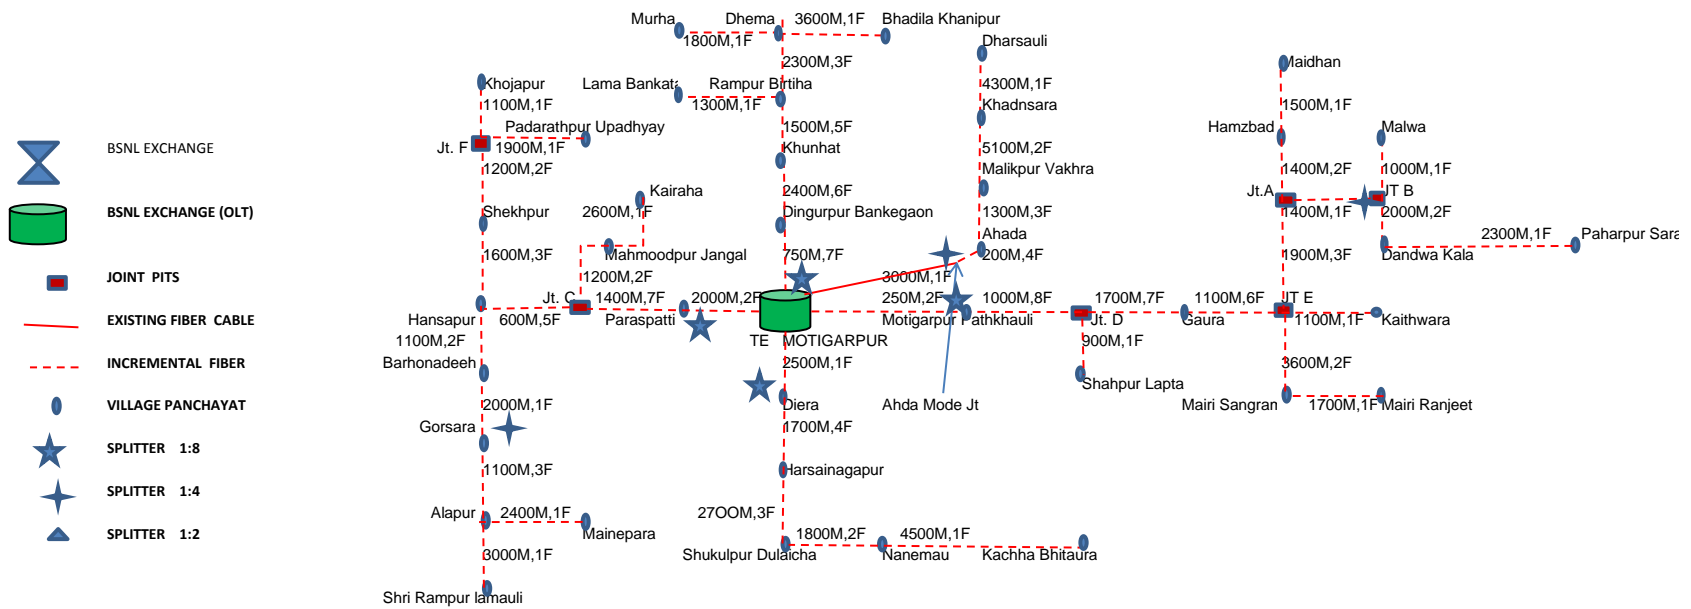 BSNL EXCHANGE
BSNL EXCHANGE (OLT)
JOINT PITS
EXISTING FIBER CABLE
INCREMENTAL FIBER
VILLAGE PANCHAYAT
SPLITTER 1:8
SPLITTER 1:4
SPLITTER 1:2
Murha
Dhema
3600M,1F
Bhadila Khanipur
1800M,1F
Dharsauli
2300M,3F
Maidhan
Khojapur
Lama Bankata
Rampur Birtiha
4300M,1F
1100M,1F
1300M,1F
Khadnsara
1500M,1F
Padarathpur Upadhyay
1500M,5F
Hamzbad
Malwa
Jt. F
1900M,1F
Khunhat
5100M,2F
1200M,2F
Malikpur Vakhra
1400M,2F
1000M,1F
Kairaha
2400M,6F
Jt.A
JT B
Shekhpur
2600M,1F
Dingurpur Bankegaon
1300M,3F
1400M,1F
2000M,2F
Ahada
2300M,1F
Paharpur Sara
1600M,3F
Mahmoodpur Jangal
750M,7F
200M,4F
1900M,3F
Dandwa Kala
1200M,2F
3000M,1F
Jt. C
1400M,7F
2000M,2F
250M,2F
1000M,8F
1700M,7F
1100M,6F
JT E
Hansapur
600M,5F
Paraspatti
Motigarpur Pathkhauli
Jt. D
Gaura
1100M,1F
Kaithwara
1100M,2F
TE MOTIGARPUR
900M,1F
Barhonadeeh
2500M,1F
3600M,2F
Shahpur Lapta
2000M,1F
Diera
Ahda Mode Jt
Mairi Sangran
1700M,1F
Mairi Ranjeet
Gorsara
1700M,4F
1100M,3F
Harsainagapur
Alapur
2400M,1F
27OOM,3F
Mainepara
1800M,2F
4500M,1F
3000M,1F
Shukulpur Dulaicha
Nanemau
Kachha Bhitaura
Shri Rampur lamauli